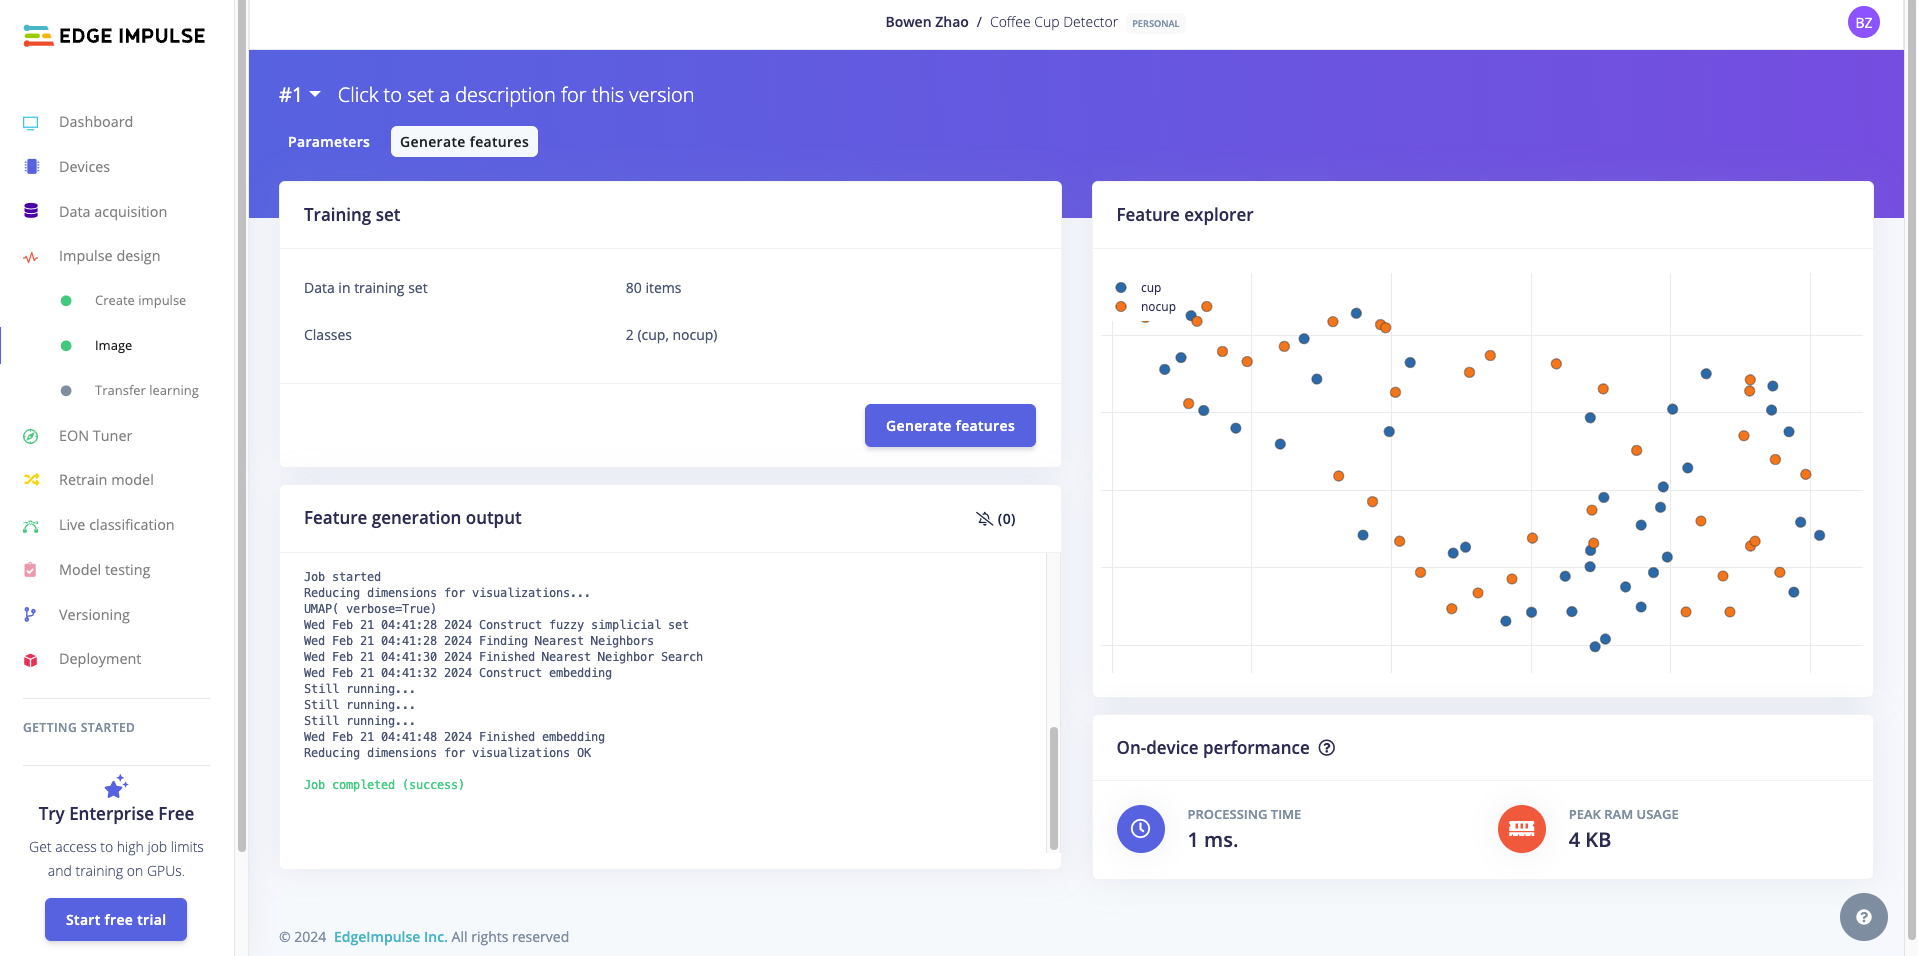 EDGE IMPULSE
Bowen Zhao / Coffee Cup Detector PERSONAL
BZ
Dashboard
Devices
Data acquisition
Impulse design
Create impulse
Image
Transfer learning
EON Tuner
Retrain model
Live classification
Model testing
Versioning
Deployment
GETTING STARTED
Try Enterprise Free
Get access to high job limits
and training on GPUs.
Start free trial
#1 Click to set a description for this version
Parameters Generate features
Training set
Data in training set 80 items
Classes 2 (cup, nocup)
Generate features
Feature generation output (0)
Job started
Reducing dimensions for visualizations...
UMAP( verbose=True)
Wed Feb 21 04:41:28 2024 Construct fuzzy simplicial set
Wed Feb 21 04:41:28 2024 Finding Nearest Neighbors
Wed Feb 21 04:41:30 2024 Finished Nearest Neighbor Search
Wed Feb 21 04:41:32 2024 Construct embedding
Still running...
Still running...
Still running...
Wed Feb 21 04:41:48 2024 Finished embedding
Reducing dimensions for visualizations OK
Job completed (success)
Feature explorer
cup
nocup
On-device performance ?
PROCESSING TIME
1 ms.
PEAK RAM USAGE
4 KB
?
© 2024 EdgeImpulse Inc. All rights reserved